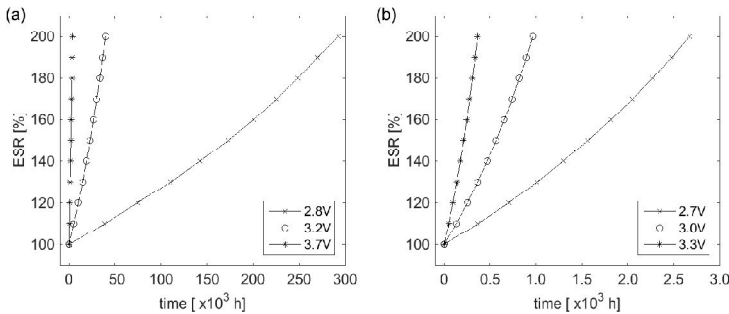 (a)
200
180
160
140
120
100
ESR [%]
0
50
100
150
200
250
300
time [ x10³ h]
2.8V
3.2V
3.7V
(b)
200
180
160
140
120
100
ESR [%]
0
0.5
1.0
1.5
2.0
2.5
3.0
time [ x10³ h]
2.7V
3.0V
3.3V